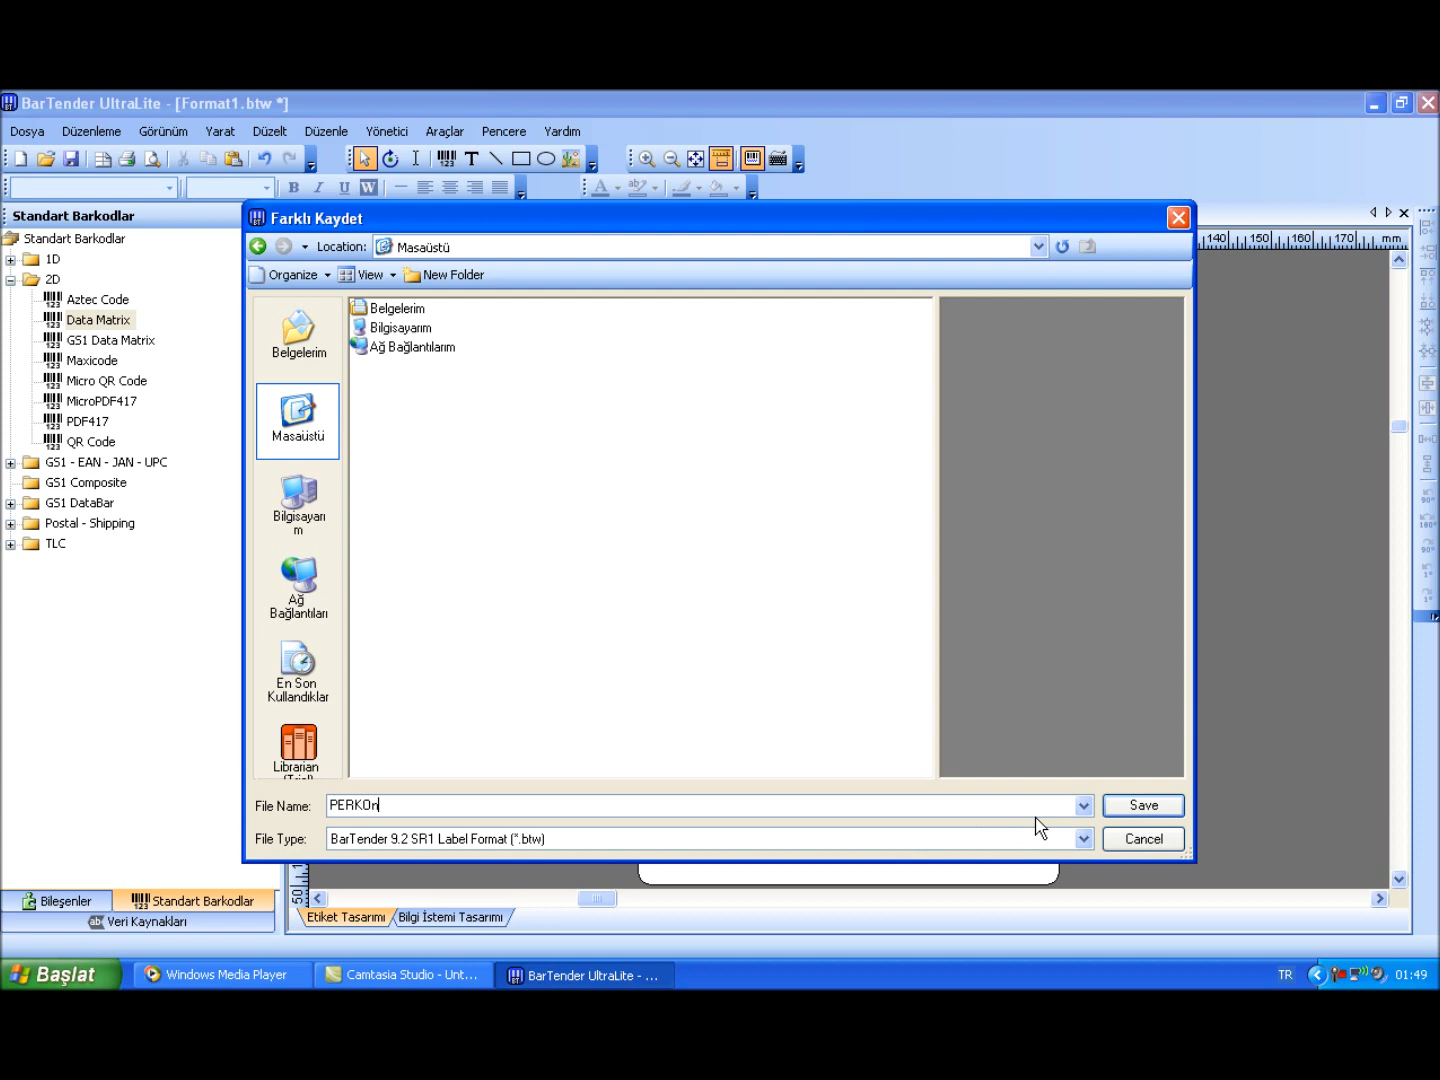 BarTender UltraLite - [Format1.btw *]
Dosya Düzenleme Görünüm Yarat Düzelt Düzenle Yönetici Araçlar Pencere Yardım
Standart Barkodlar
Farklı Kaydet
Standart Barkodlar
1D
2D
Aztec Code
Data Matrix
GS1 Data Matrix
Maxicode
Micro QR Code
MicroPDF417
PDF417
QR Code
GS1 - EAN - JAN - UPC
GS1 Composite
GS1 DataBar
Postal - Shipping
TLC
Location: Masaüstü
Organize View New Folder
Belgelerim
Masaüstü
Bilgisayarı
m
Ağ
Bağlantıları
En Son
Kullandıklar
Librarian
Belgelerim
Bilgisayarım
Ağ Bağlantılarım
140 150 160 170 mm
File Name: PERKOn Save
File Type: BarTender 9.2 SR1 Label Format (*.btw) Cancel
50
Bileşenler Standart Barkodlar
Veri Kaynakları
Etiket Tasarımı Bilgi İstemi Tasarımı
Başlat Windows Media Player Camtasia Studio - Unt... BarTender UltraLite - ... TR 01:49